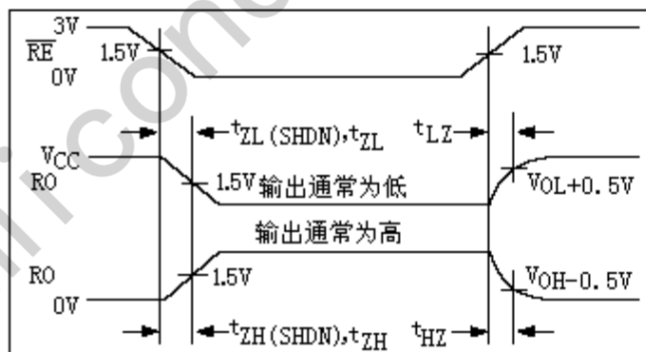 3V
RE
1.5V
1.5V
0V
tZL(SHDN),tZL
tLZ
VCC
RO
1.5V
输出通常为低
VOL+0.5V
输出通常为高
RO
1.5V
VOH-0.5V
0V
tZH(SHDN),tZH
tHZ